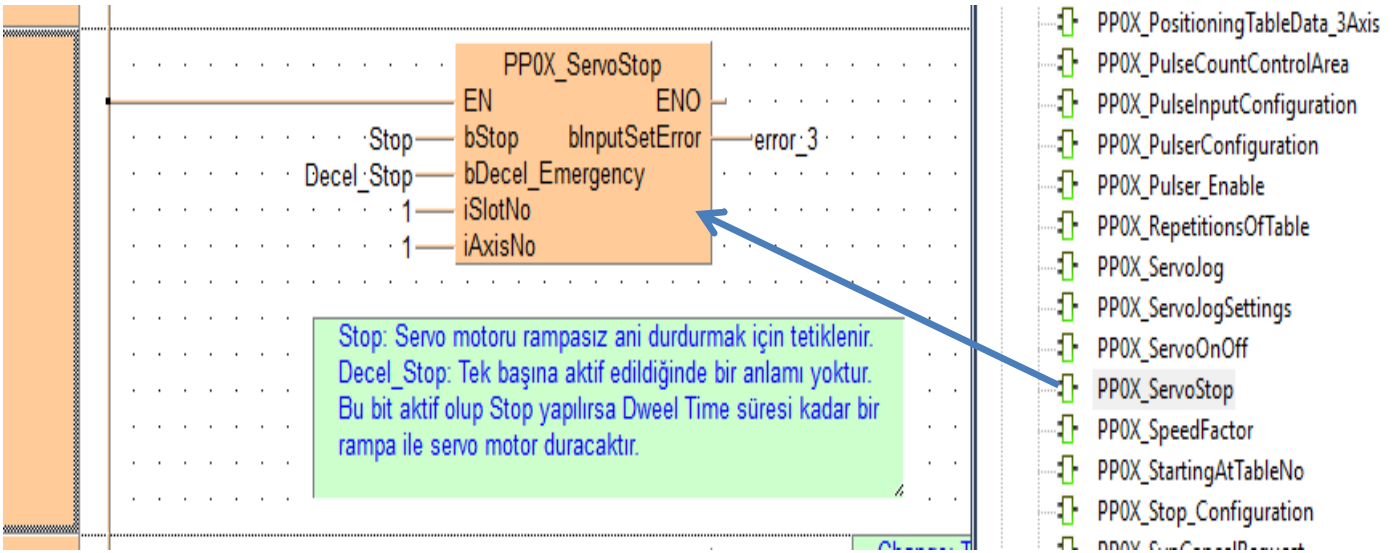 PP0X_ServoStop
EN ENO
Stop bStop bInputSetError error_3
Decel_Stop bDecel_Emergency
1 iSlotNo
1 iAxisNo
Stop: Servo motoru rampasız ani durdurmak için tetiklenir.
Decel_Stop: Tek başına aktif edildiğinde bir anlamı yoktur.
Bu bit aktif olup Stop yapılırsa Dweel Time süresi kadar bir
rampa ile servo motor duracaktır.
PP0X_PositioningTableData_3Axis
PP0X_PulseCountControlArea
PP0X_PulseInputConfiguration
PP0X_PulserConfiguration
PP0X_Pulser_Enable
PP0X_RepetitionsOfTable
PP0X_ServoJog
PP0X_ServoJogSettings
PP0X_ServoOnOff
PP0X_ServoStop
PP0X_SpeedFactor
PP0X_StartingAtTableNo
PP0X_Stop_Configuration